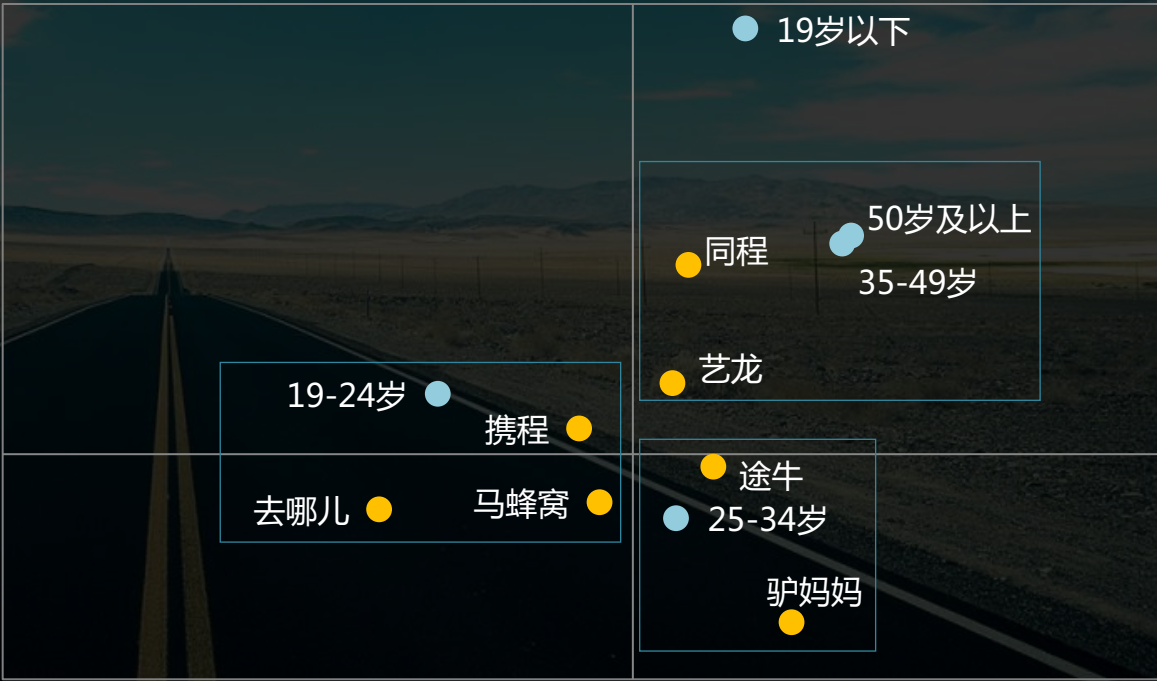 19岁以下
50岁及以上
同程
35-49岁
艺龙
19-24岁
携程
途牛
去哪儿
马蜂窝
25-34岁
驴妈妈